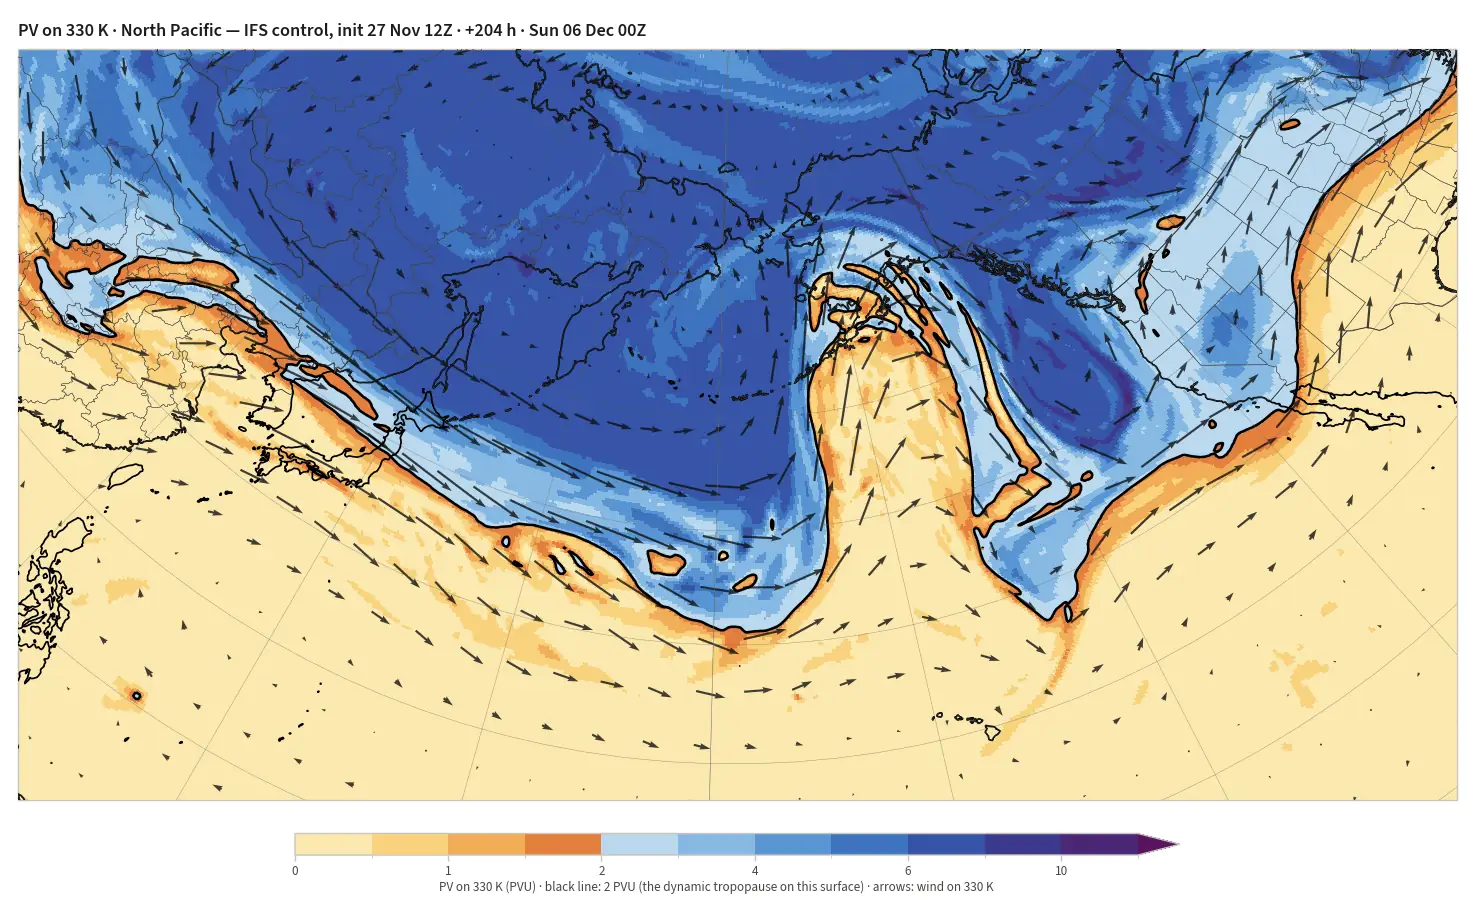 PV on 330 K · North Pacific — IFS control, init 27 Nov 12Z · +204 h · Sun 06 Dec 00Z
0 1 2 4 6 10
PV on 330 K (PVU) · black line: 2 PVU (the dynamic tropopause on this surface) · arrows: wind on 330 K